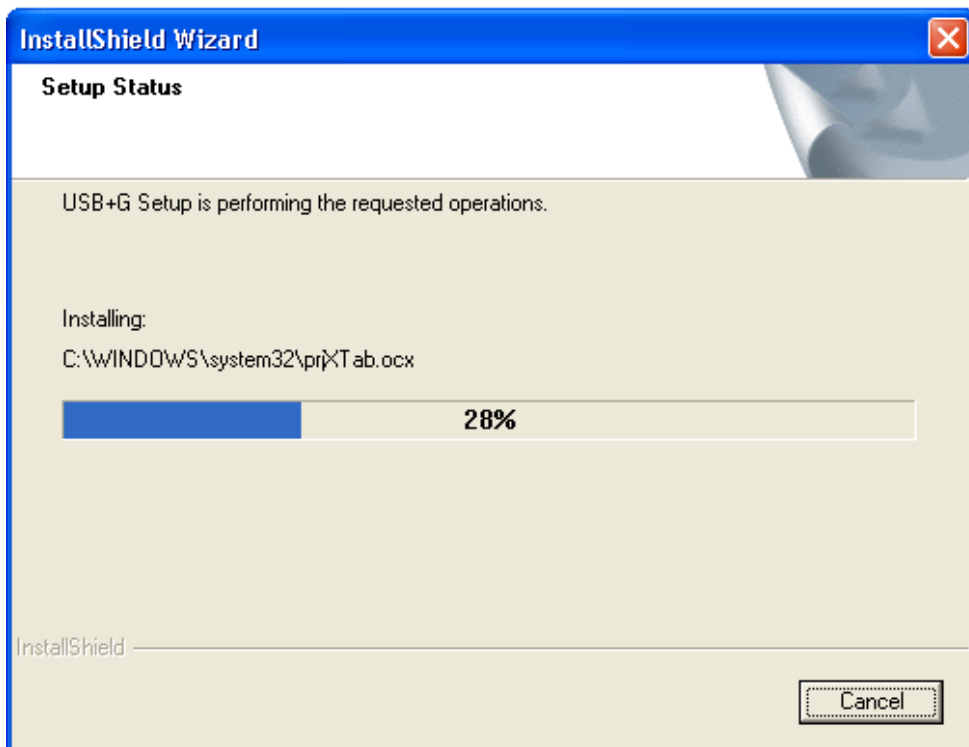 InstallShield Wizard
Setup Status
USB+G Setup is performing the requested operations.
Installing:
C:\WINDOWS\system32\prjXTab.ocx
28%
InstallShield
Cancel